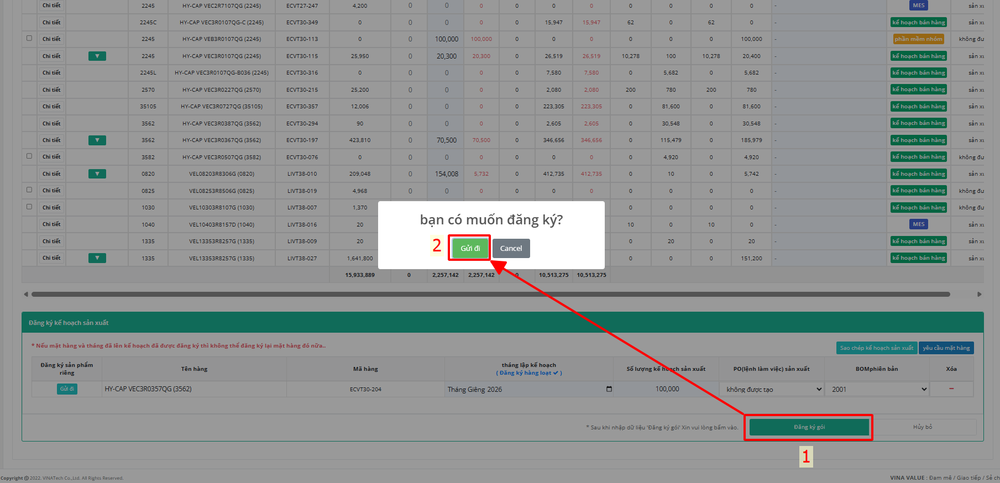 Chi tiết 2245 HY-CAP VEC2R7107QG (2245) ECVT27-247 4,200 0 0 0 0 0 0 0 0 0 0 - MES sản xu
Chi tiết 2245C HY-CAP VEC3R0107QG-C (2245) ECVT30-349 0 0 0 0 0 15,947 15,947 62 0 62 0 - kế hoạch bán hàng sản xu
Chi tiết 2245 HY-CAP VEB3R0107QG (2245) ECVT30-113 0 0 100,000 100,000 0 0 0 0 0 0 100,000 - phần mềm nhóm không đu
Chi tiết ▼ 2245 HY-CAP VEC3R0107QG (2245) ECVT30-115 25,950 0 20,300 20,300 0 26,519 26,519 10,278 100 10,278 20,400 - kế hoạch bán hàng sản xu
Chi tiết 2245L HY-CAP VEC3R0107QG-B036 (2245) ECVT30-316 0 0 0 0 0 7,580 7,580 0 5,682 0 5,682 - kế hoạch bán hàng sản xu
Chi tiết 2570 HY-CAP VEC3R0227QG (2570) ECVT30-215 25,200 0 0 0 0 2,080 2,080 200 780 200 780 - kế hoạch bán hàng sản xu
Chi tiết 35105 HY-CAP VEC3R0727QG (35105) ECVT30-357 12,006 0 0 0 0 223,305 223,305 0 81,600 0 81,600 - kế hoạch bán hàng sản xu
Chi tiết 3562 HY-CAP VEC3R0387QG (3562) ECVT30-294 90 0 0 0 0 2,605 2,605 0 30,548 0 30,548 - kế hoạch bán hàng sản xu
Chi tiết ▼ 3562 HY-CAP VEC3R0367QG (3562) ECVT30-197 423,810 0 70,500 70,500 0 346,656 346,656 0 115,479 0 185,979 - kế hoạch bán hàng sản xu
Chi tiết 3582 HY-CAP VEC3R0507QG (3582) ECVT30-076 0 0 0 0 0 0 0 0 4,920 0 4,920 - kế hoạch bán hàng không đu
Chi tiết ▼ 0820 VEL08203R8306G (0820) LIVT38-010 209,048 0 154,008 5,732 0 412,735 412,735 0 10 0 5,742 - kế hoạch bán hàng sản xu
Chi tiết 0825 VEL08253R8506G (0825) LIVT38-019 4,968 0 0 0 0 0 0 0 0 0 0 - kế hoạch bán hàng không đu
Chi tiết 1030 VEL10303R8107G (1030) LIVT38-007 1,370 0 0 0 0 - kế hoạch bán hàng không đu
Chi tiết 1040 VEL10403R8157D (1040) LIVT38-016 20 10 0 10 0 - MES sản xu
Chi tiết 1335 VEL13353R8257G (1335) LIVT38-009 20 0 20 0 20 - kế hoạch bán hàng sản xu
Chi tiết ▼ 1335 VEL13353R8257G (1335) LIVT38-027 1,641,800 0 0 0 151,200 - kế hoạch bán hàng sản xu
15,933,889 0 2,257,142 2,257,142 0 10,513,275 10,513,275
bạn có muốn đăng ký?
2 Gửi đi Cancel
Đăng ký kế hoạch sản xuất
* Nếu mặt hàng và tháng đã lên kế hoạch đã được đăng ký thì không thể đăng ký lại mặt hàng đó nữa..
Sao chép kế hoạch sản xuất yêu cầu mặt hàng
Đăng ký sản phẩm riêng Tên hàng Mã hàng tháng lập kế hoạch ( Đăng ký hàng loạt ✔ ) Số lượng kế hoạch sản xuất PO(lệnh làm việc) sản xuất BOMphiên bản Xóa
Gửi đi HY-CAP VEC3R0357QG (3562) ECVT30-204 Tháng Giêng 2026 100,000 không được tạo 2001 −
* Sau khi nhập dữ liệu 'Đăng ký gói' Xin vui lòng bấm vào. Đăng ký gói Hủy bỏ
1
Copyright © 2022. VINATech Co.,Ltd. All Rights Reserved.
VINA VALUE : Đam mê / Giao tiếp / Sẻ ch